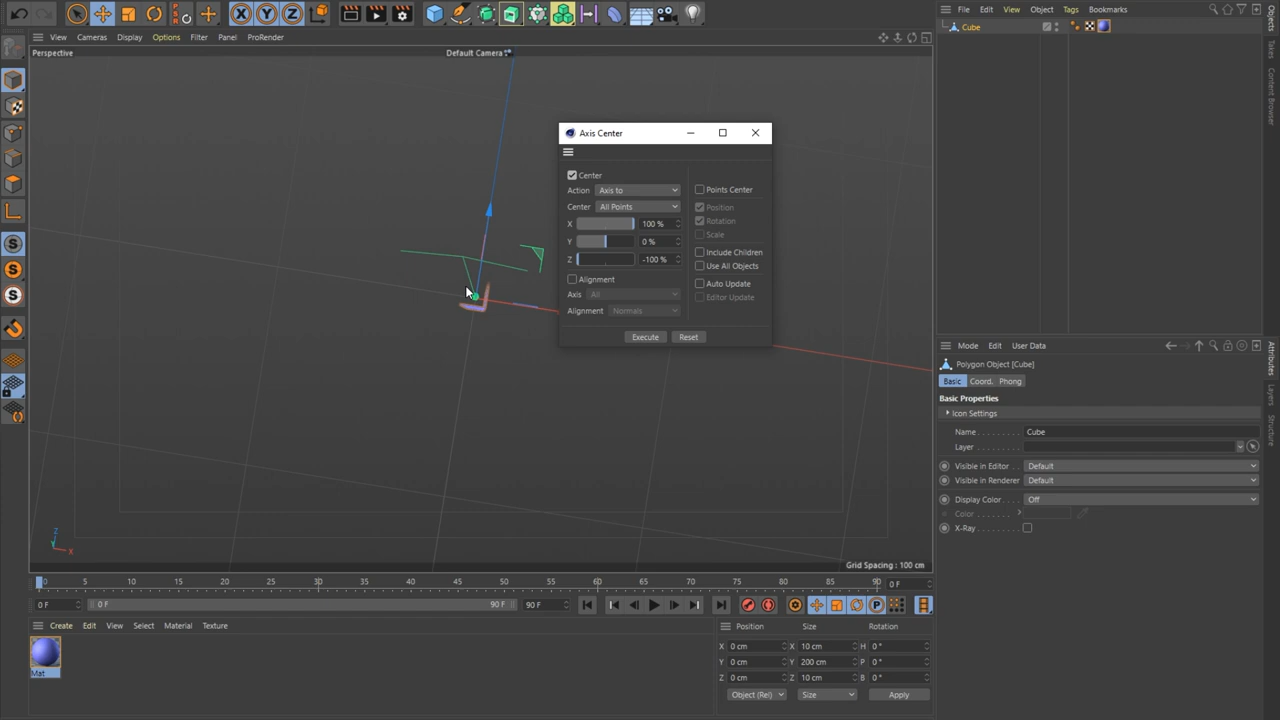 File Edit View Object Tags Bookmarks
View Cameras Display Options Filter Panel ProRender
Perspective
Default Camera
Cube
Axis Center
Center
Action Axis to
Center All Points
X 100 %
Y 0 %
Z -100 %
Alignment
Axis All
Alignment Normals
Points Center
Position
Rotation
Scale
Include Children
Use All Objects
Auto Update
Editor Update
Execute Reset
Z
Y
X
Grid Spacing : 100 cm
Objects
Takes
Content Browser
Mode Edit User Data
Polygon Object [Cube]
Basic Coord. Phong
Basic Properties
Icon Settings
Name . . . . . . . . . Cube
Layer . . . . . . . . .
Visible in Editor . . Default
Visible in Renderer Default
Display Color . . . Off
Color . . . . . . .
X-Ray . . . . . . . .
Attributes
Layers
Structure
0 5 10 15 20 25 30 35 40 45 50 55 60 65 70 75 80 85 90 0 F
0 F 0 F 90 F 90 F
Create Edit View Select Material Texture
Mat
Position Size Rotation
X 0 cm X 10 cm H 0 °
Y 0 cm Y 200 cm P 0 °
Z 0 cm Z 10 cm B 0 °
Object (Rel) Size Apply